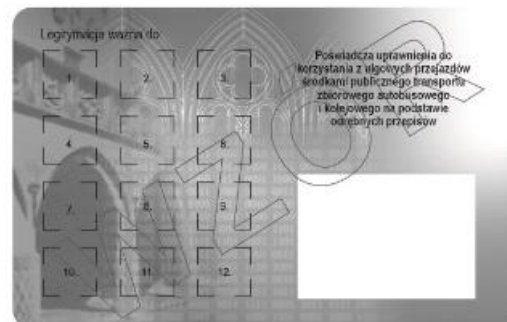 Legitymacja ważna do:
Poświadcza uprawnienia do
korzystania z ulgowych przejazdów
środkami publicznego transportu
zbiorowego autobusowego
i kolejowego na podstawie
odrębnych przepisów
1. 2. 3.
4. 5. 6.
7. 8. 9.
10. 11. 12.
WZÓR